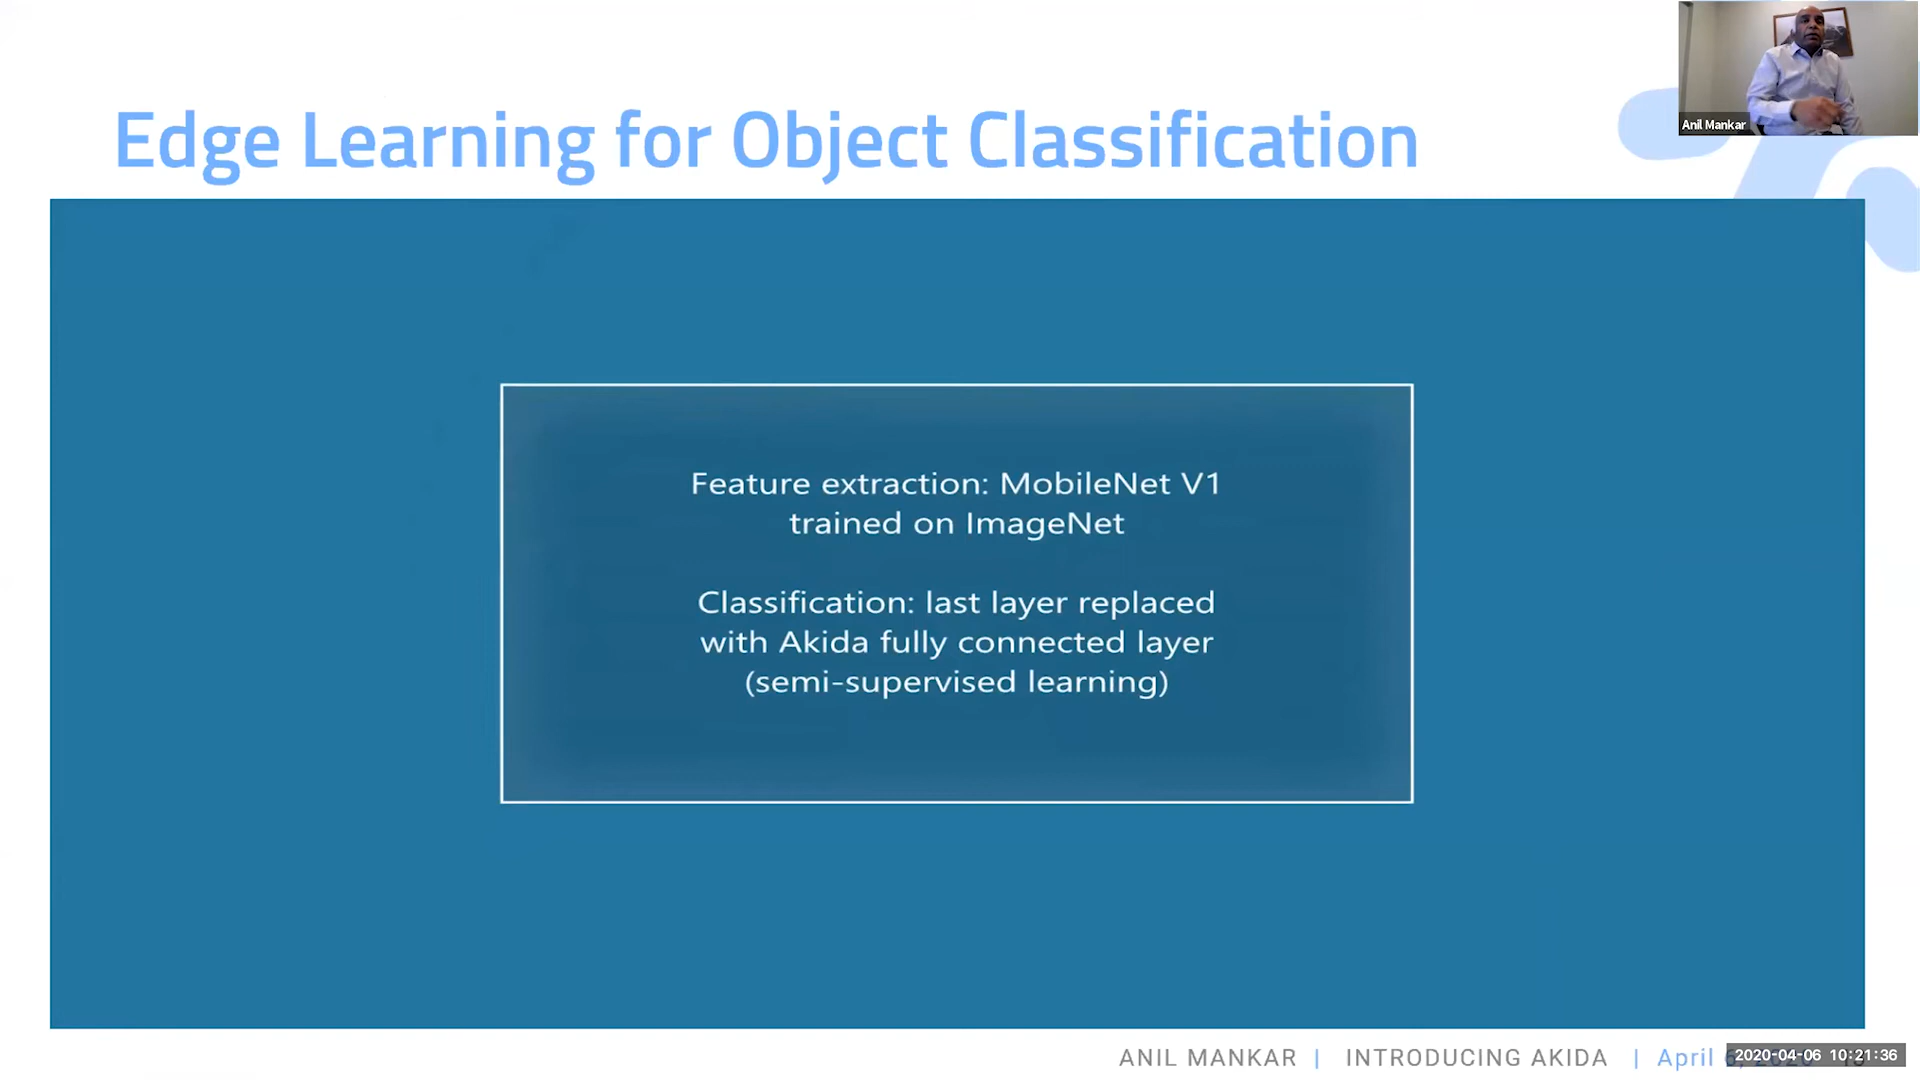 Anil Mankar
Edge Learning for Object Classification
Feature extraction: MobileNet V1
trained on ImageNet
Classification: last layer replaced
with Akida fully connected layer
(semi-supervised learning)
ANIL MANKAR | INTRODUCING AKIDA | April
2020-04-06 10:21:36